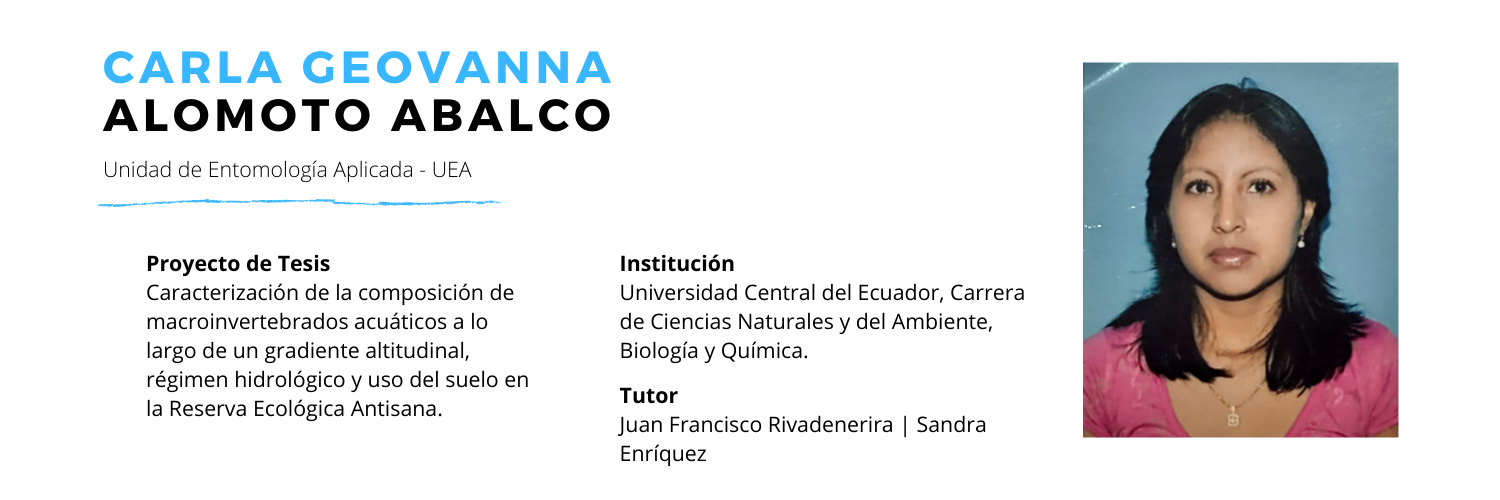 CARLA GEOVANNA
ALOMOTO ABALCO
Unidad de Entomología Aplicada - UEA
Proyecto de Tesis
Caracterización de la composición de
macroinvertebrados acuáticos a lo
largo de un gradiente altitudinal,
régimen hidrológico y uso del suelo en
la Reserva Ecológica Antisana.
Institución
Universidad Central del Ecuador, Carrera
de Ciencias Naturales y del Ambiente,
Biología y Química.
Tutor
Juan Francisco Rivadenerira | Sandra
Enríquez